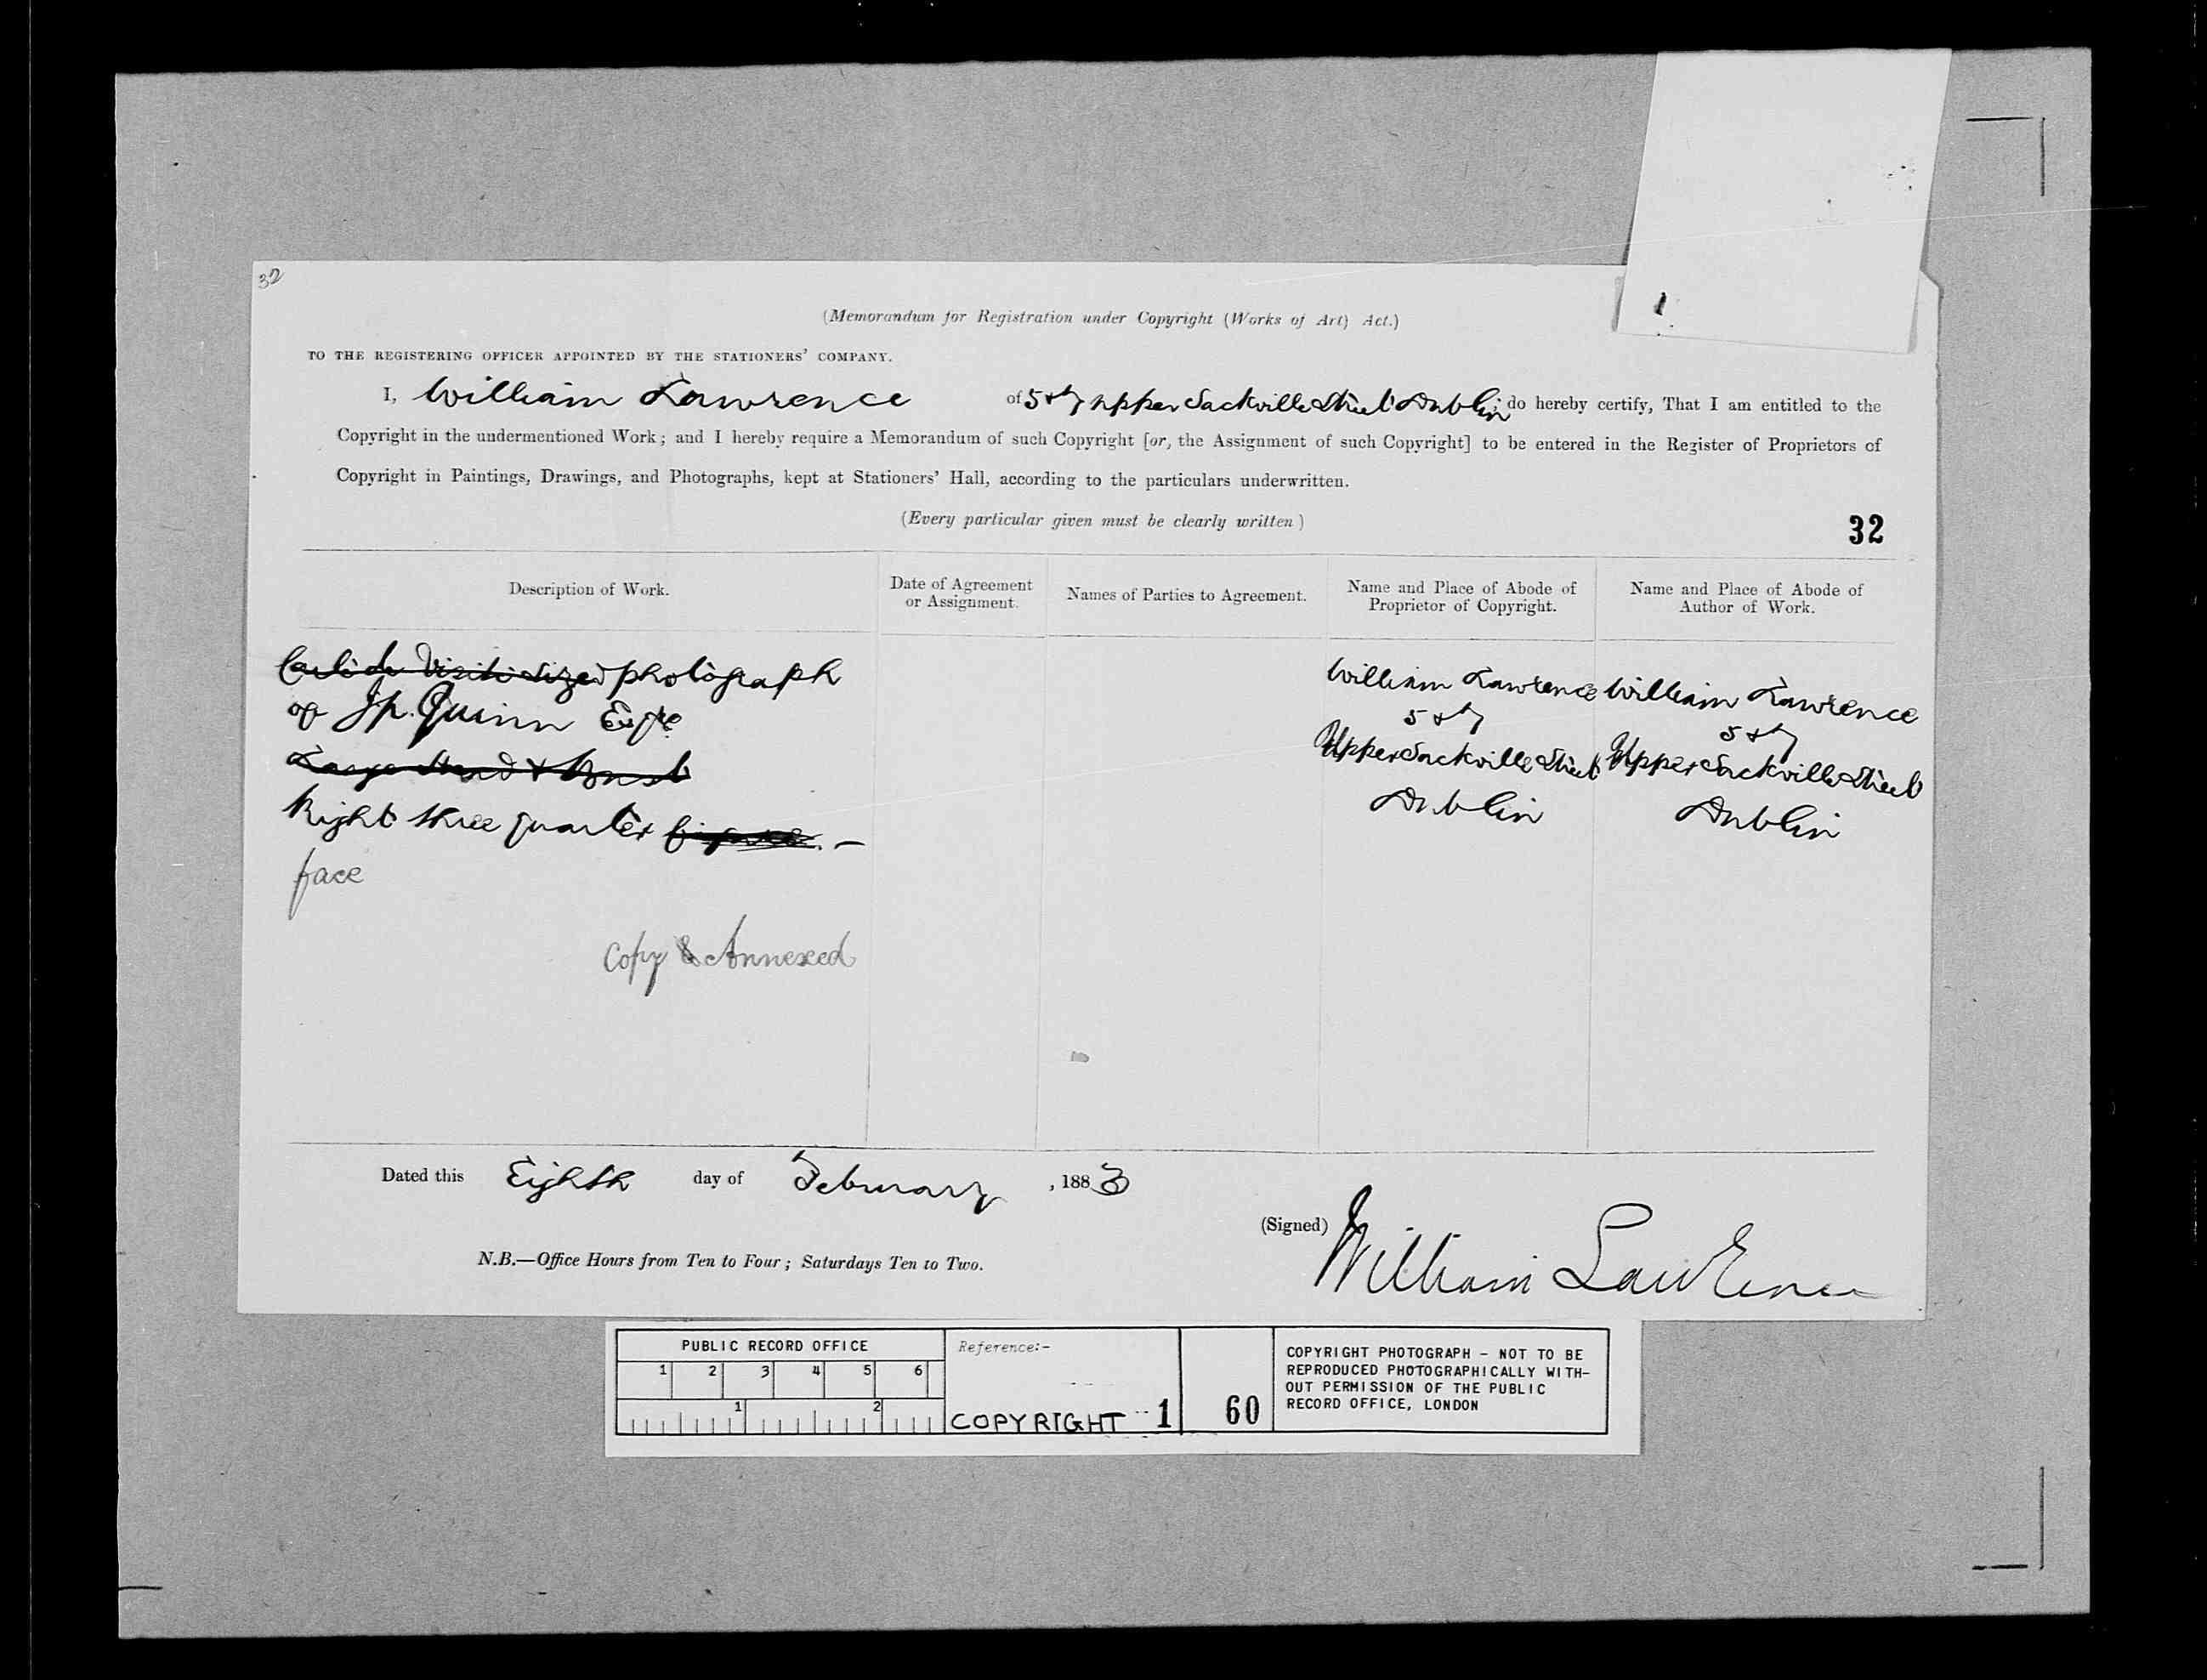 32
(Memorandum for Registration under Copyright (Works of Art) Act.)
TO THE REGISTERING OFFICER APPOINTED BY THE STATIONERS' COMPANY.
I, William Lawrence of 5 & 7 Upper Sackville Street Dublin; do hereby certify, That I am entitled to the
Copyright in the undermentioned Work; and I hereby require a Memorandum of such Copyright [or, the Assignment of such Copyright] to be entered in the Register of Proprietors of
Copyright in Paintings, Drawings, and Photographs, kept at Stationers' Hall, according to the particulars underwritten.
(Every particular given must be clearly written)
32
Description of Work.
Carte de Visite sized photograph
of J.P. Quinn Esqre
Large Head & Bust
Right three quarter figure. —
face
Copy & Annexed
Date of Agreement
or Assignment.
Names of Parties to Agreement.
Name and Place of Abode of
Proprietor of Copyright.
William Lawrence
5 & 7
Upper Sackville Street
Dublin
Name and Place of Abode of
Author of Work.
William Lawrence
5 & 7
Upper Sackville Street
Dublin
Dated this Eighth day of February, 1883
(Signed) William Lawrence
N.B.—Office Hours from Ten to Four; Saturdays Ten to Two.
PUBLIC RECORD OFFICE
1 2 3 4 5 6
1 2
Reference:-
COPYRIGHT 1
60
COPYRIGHT PHOTOGRAPH - NOT TO BE
REPRODUCED PHOTOGRAPHICALLY WITH-
OUT PERMISSION OF THE PUBLIC
RECORD OFFICE, LONDON